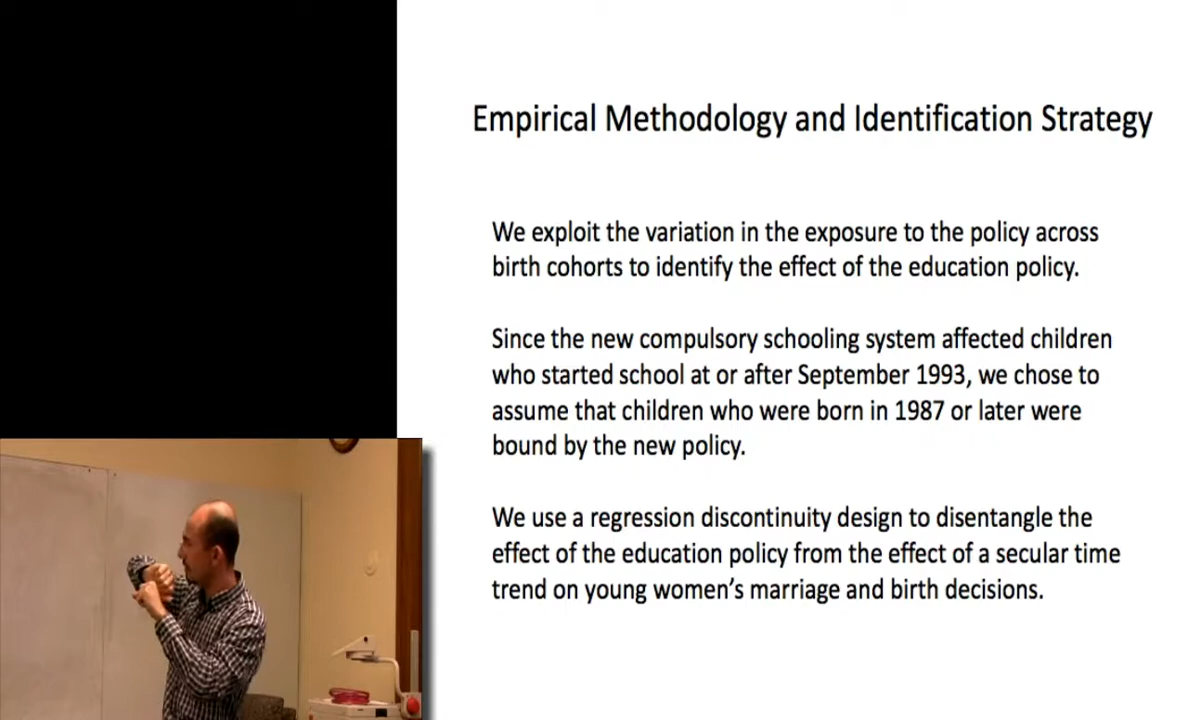 Empirical Methodology and Identification Strategy
We exploit the variation in the exposure to the policy across
birth cohorts to identify the effect of the education policy.
Since the new compulsory schooling system affected children
who started school at or after September 1993, we chose to
assume that children who were born in 1987 or later were
bound by the new policy.
We use a regression discontinuity design to disentangle the
effect of the education policy from the effect of a secular time
trend on young women’s marriage and birth decisions.